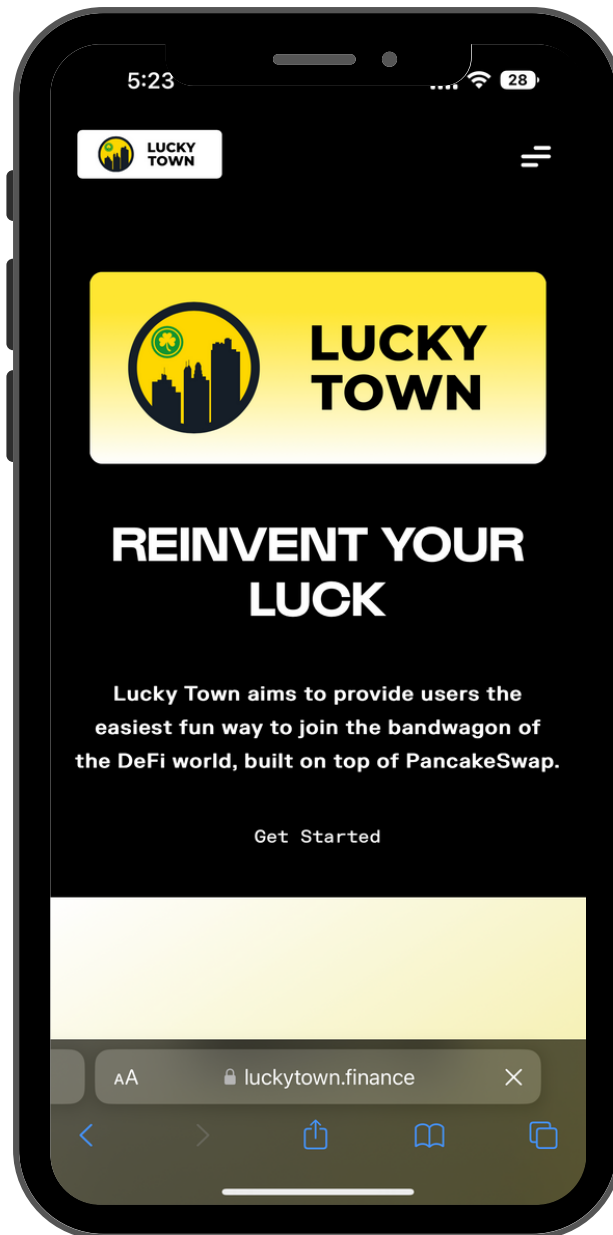 5:23
28
LUCKY
TOWN
LUCKY
TOWN
REINVENT YOUR
LUCK
Lucky Town aims to provide users the
easiest fun way to join the bandwagon of
the DeFi world, built on top of PancakeSwap.
Get Started
AA
luckytown.finance